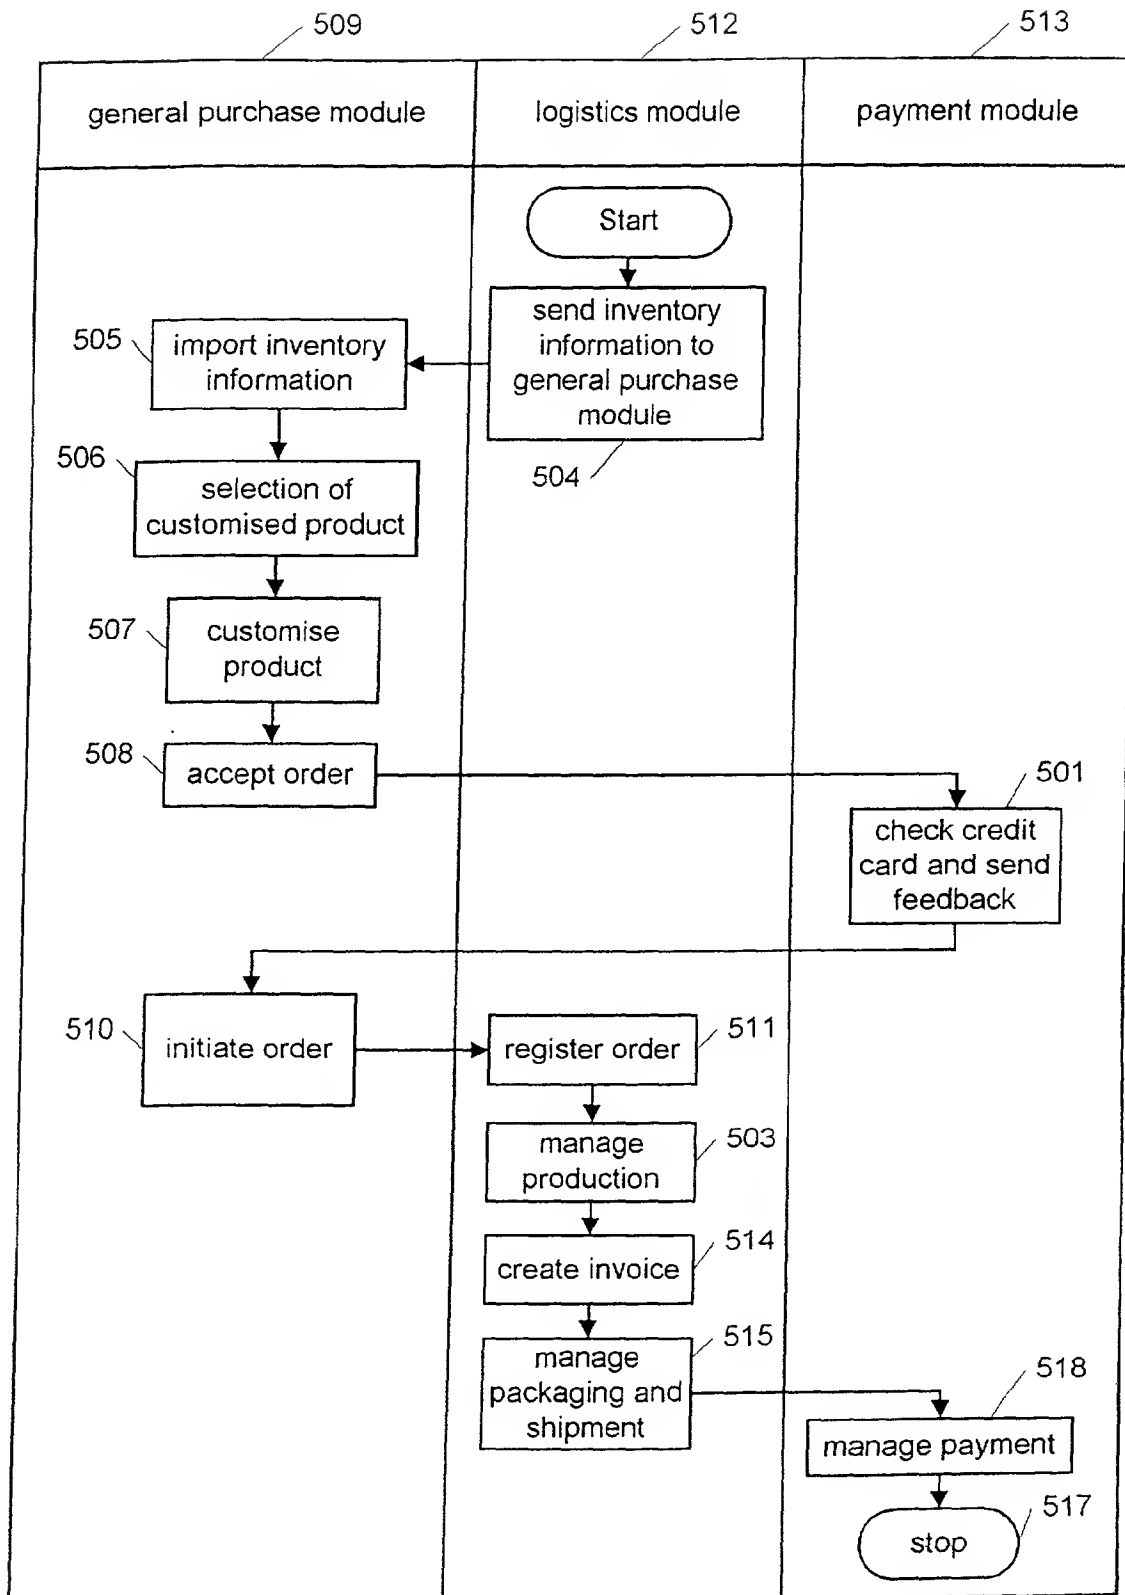 509
512
513
general purchase module
logistics module
payment module
Start
send inventory
information to
general purchase
module
504
505
import inventory
information
506
selection of
customised product
507
customise
product
508
accept order
501
check credit
card and send
feedback
510
initiate order
register order
511
manage
production
503
create invoice
514
manage
packaging and
shipment
515
518
manage payment
stop
517